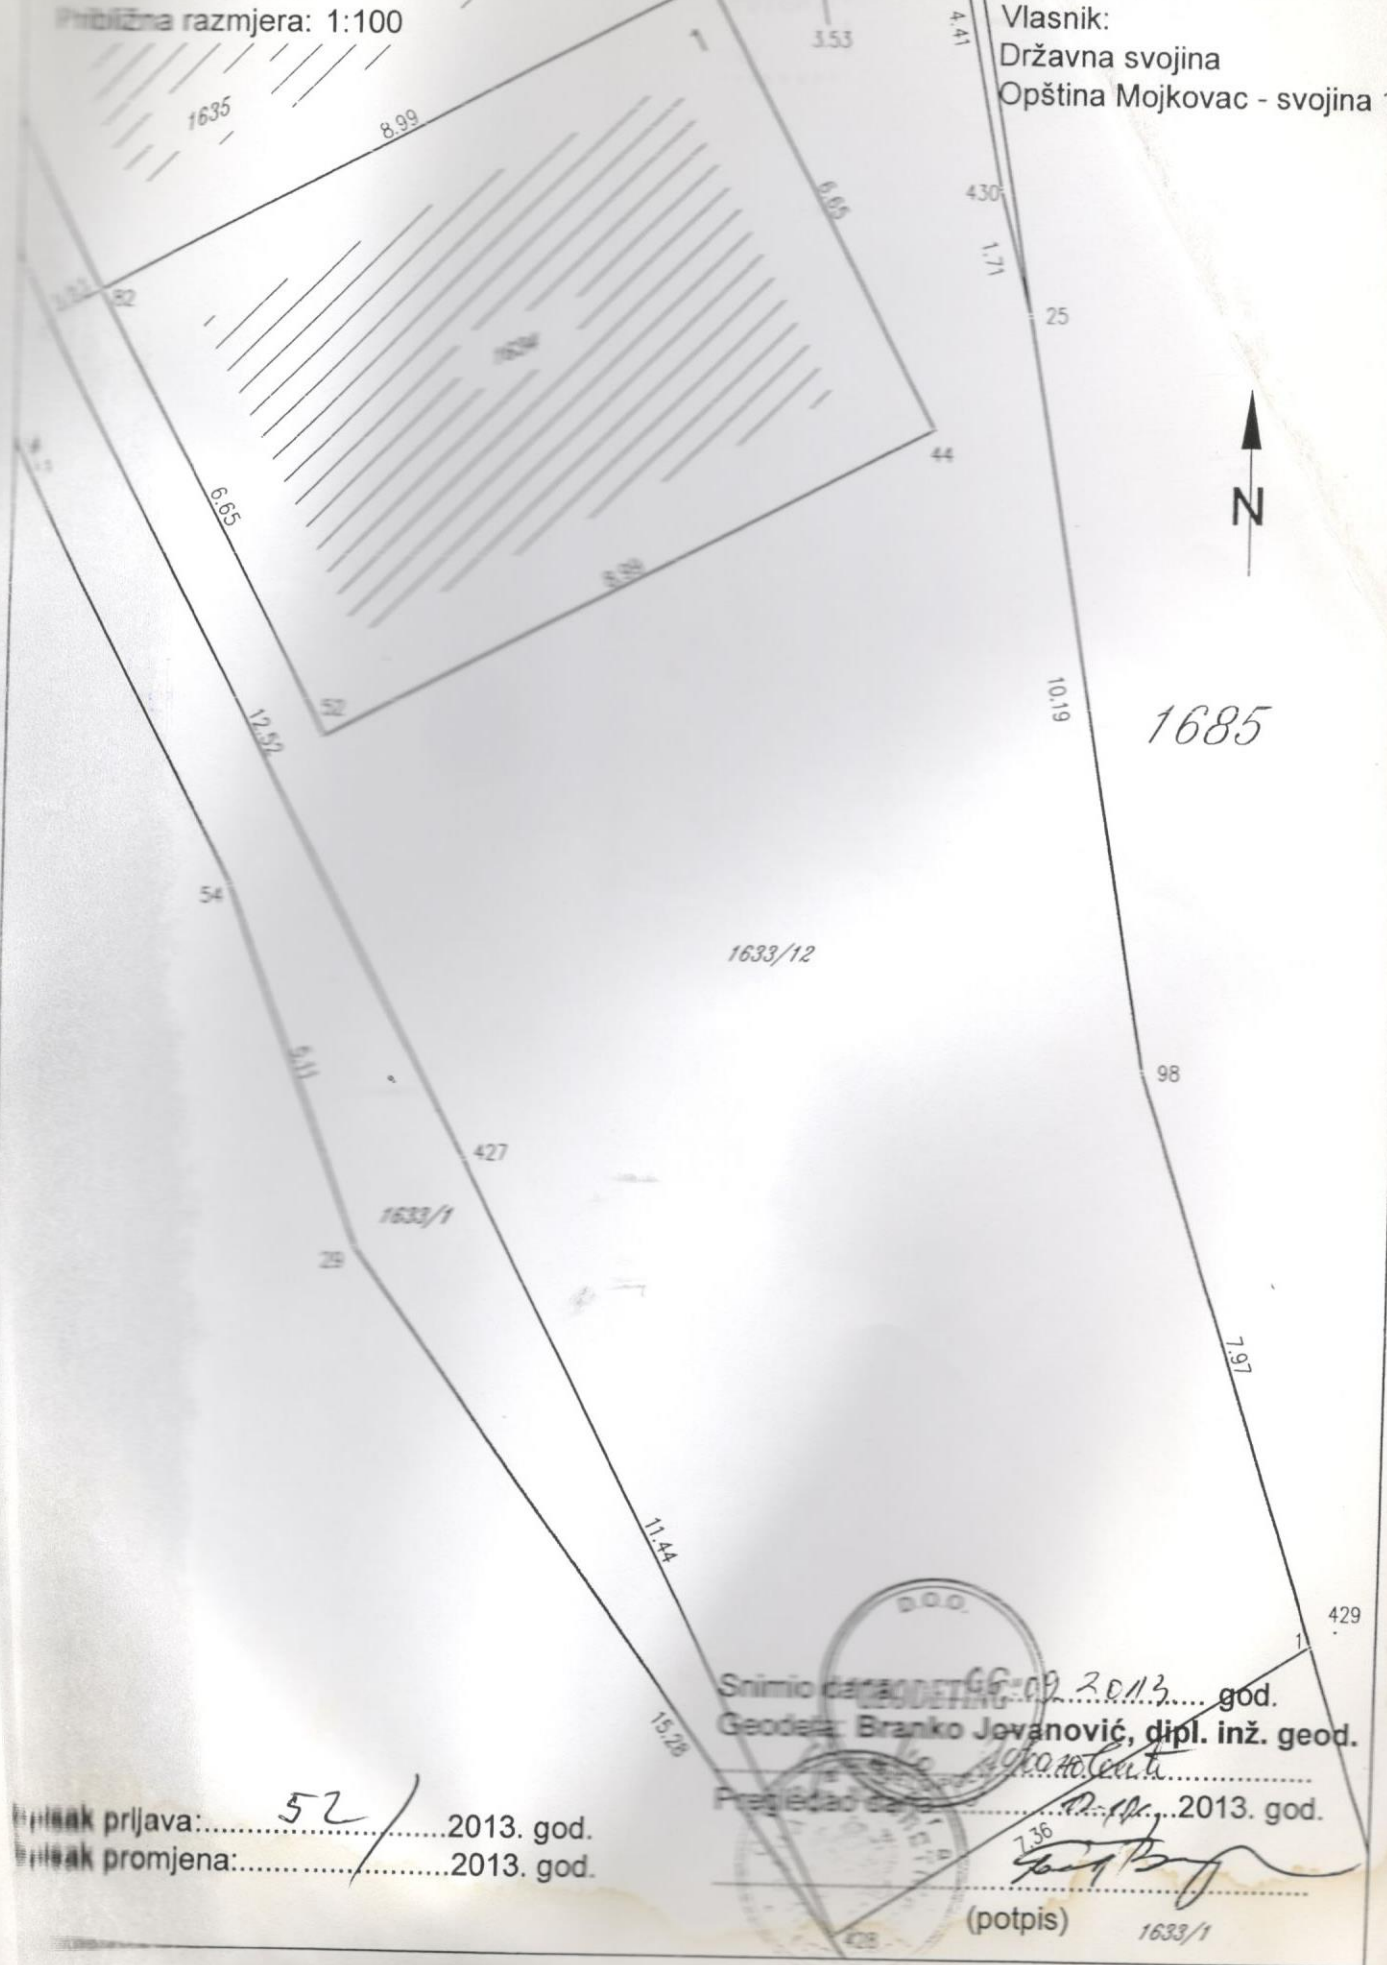 Približna razmjera: 1:100
Vlasnik:
Državna svojina
Opština Mojkovac - svojina
4.41
3.53
1
1635
8.99
6.65
430
1.71
82
25
1634
44
N
6.65
8.99
52
12.52
10.19
1685
54
1633/12
5.11
98
427
1633/1
29
7.97
11.44
D.O.O.
429
1
Snimio dana 2013 god.
Geodeta: Branko Jovanović, dipl. inž. geod.
15.28
Pregledao dana 2013. god.
prijava: 52 / 2013. god.
promjena: 2013. god.
7.36
(potpis)
1633/1
428